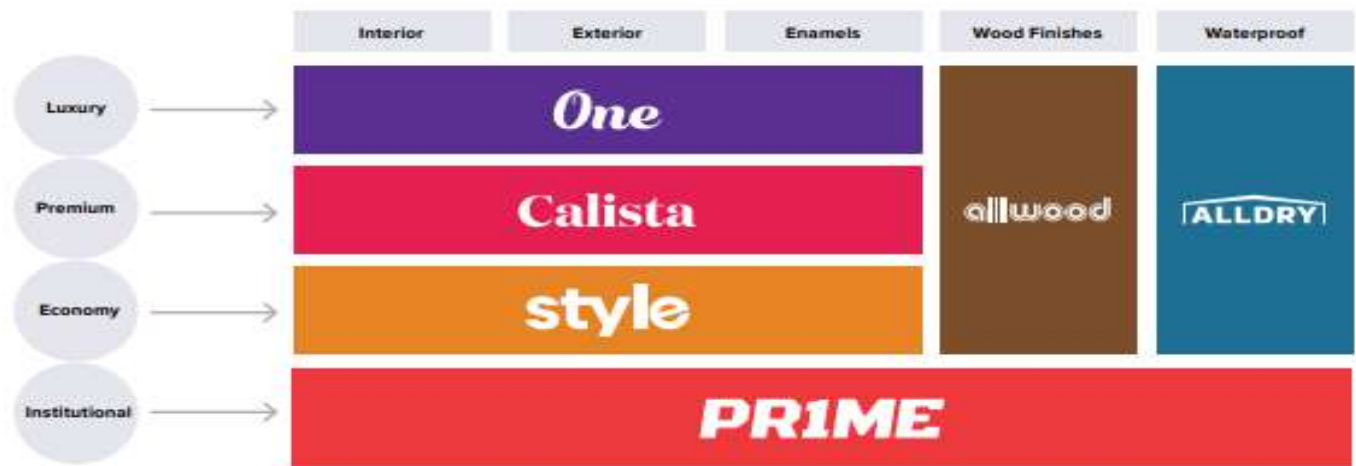 Interior Exterior Enamels Wood Finishes Waterproof
Luxury
One
Premium
Calista
allwood
ALLDRY
Economy
style
Institutional
PR1ME